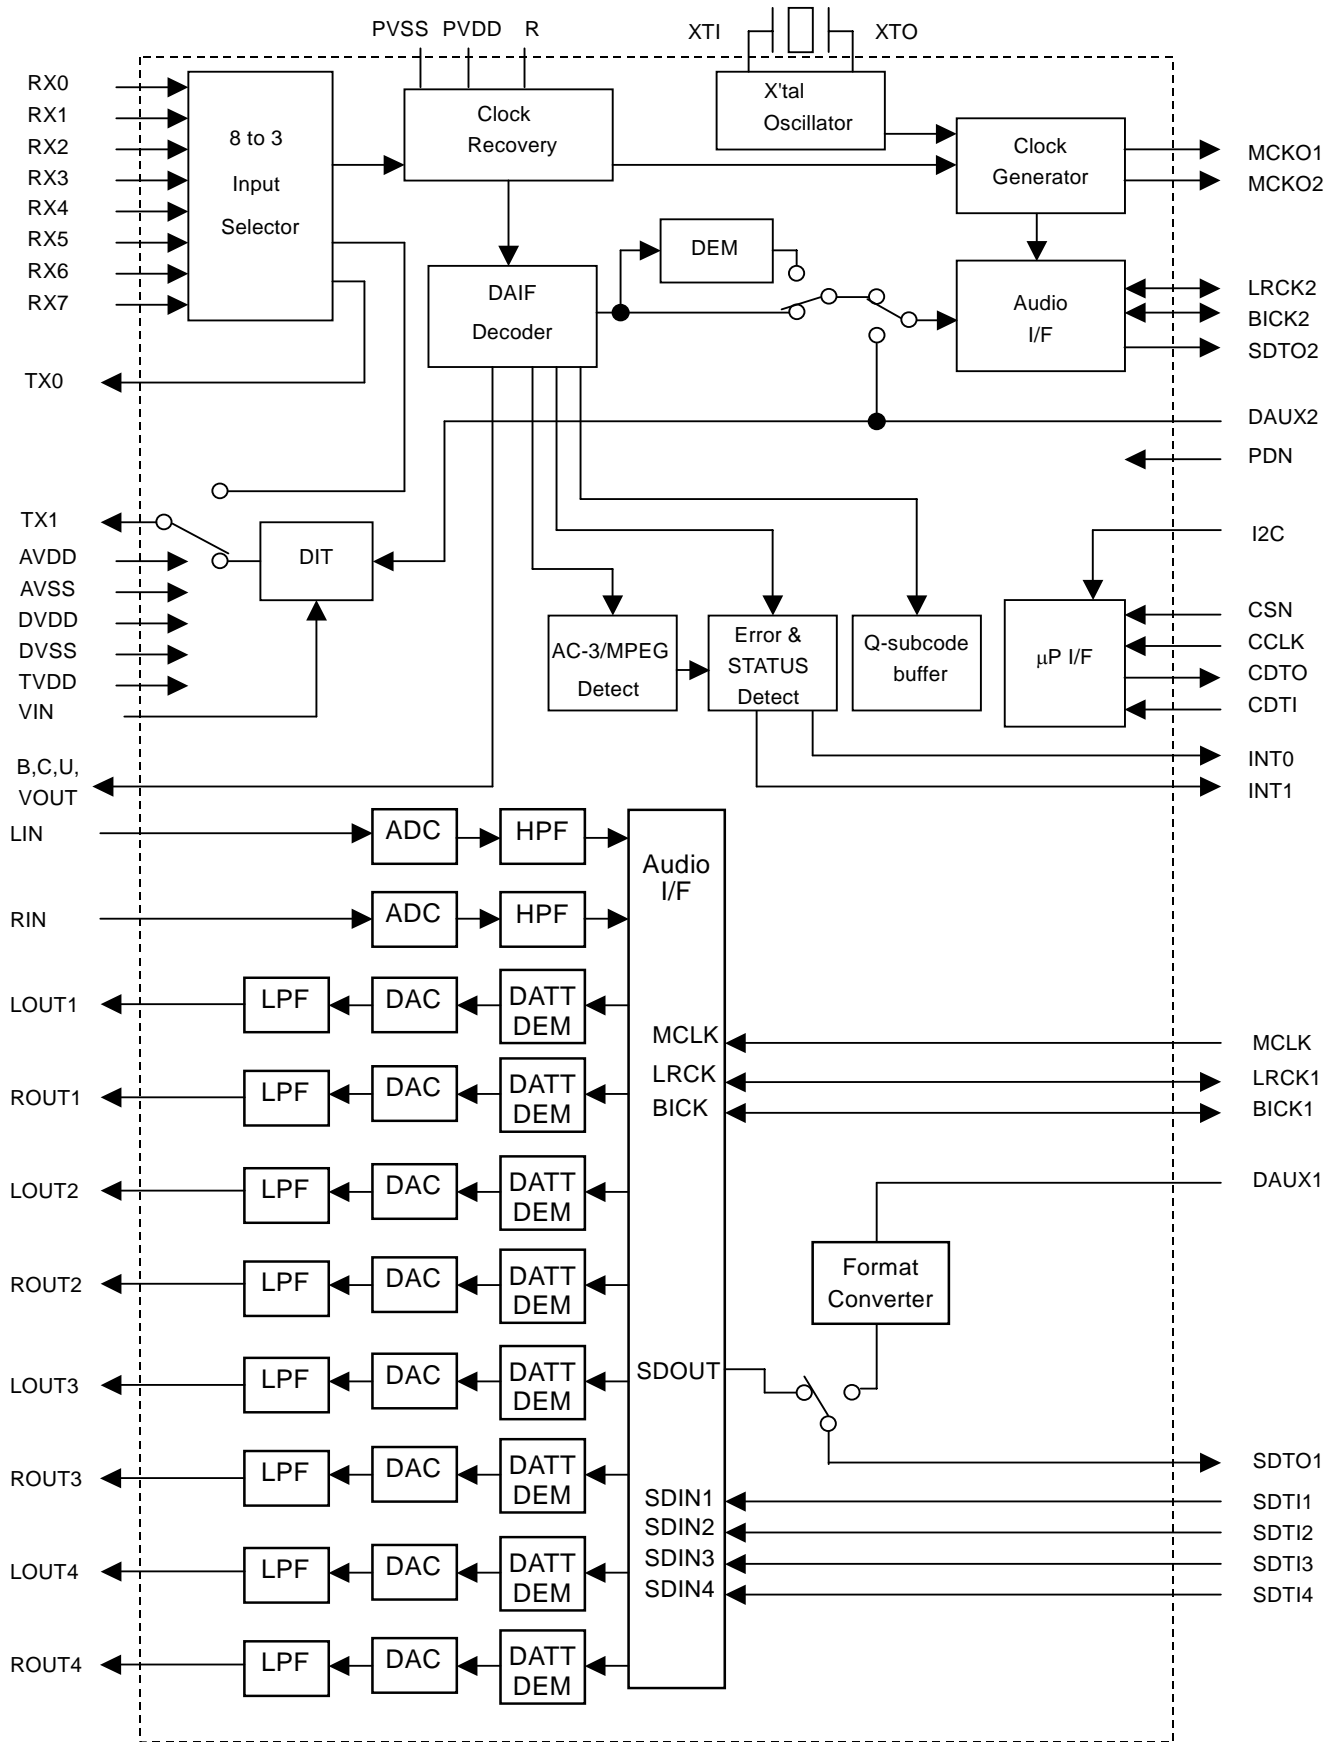 PVSS PVDD R
XTI XTO
RX0
RX1
RX2
RX3
RX4
RX5
RX6
RX7
8 to 3
Input
Selector
Clock
Recovery
X'tal
Oscillator
Clock
Generator
MCKO1
MCKO2
DEM
DAIF
Decoder
Audio
I/F
LRCK2
BICK2
SDTO2
TX0
DAUX2
PDN
TX1
AVDD
AVSS
DVDD
DVSS
TVDD
VIN
DIT
I2C
AC-3/MPEG
Detect
Error &
STATUS
Detect
Q-subcode
buffer
µP I/F
CSN
CCLK
CDTO
CDTI
INT0
INT1
B,C,U,
VOUT
LIN
ADC
HPF
Audio
I/F
RIN
ADC
HPF
LOUT1
LPF
DAC
DATT
DEM
MCLK
MCLK
LRCK
LRCK1
BICK
BICK1
ROUT1
LPF
DAC
DATT
DEM
LOUT2
LPF
DAC
DATT
DEM
DAUX1
ROUT2
LPF
DAC
DATT
DEM
Format
Converter
LOUT3
LPF
DAC
DATT
DEM
SDOUT
ROUT3
LPF
DAC
DATT
DEM
SDTO1
SDIN1
SDTI1
SDIN2
SDTI2
SDIN3
SDTI3
SDIN4
SDTI4
LOUT4
LPF
DAC
DATT
DEM
ROUT4
LPF
DAC
DATT
DEM